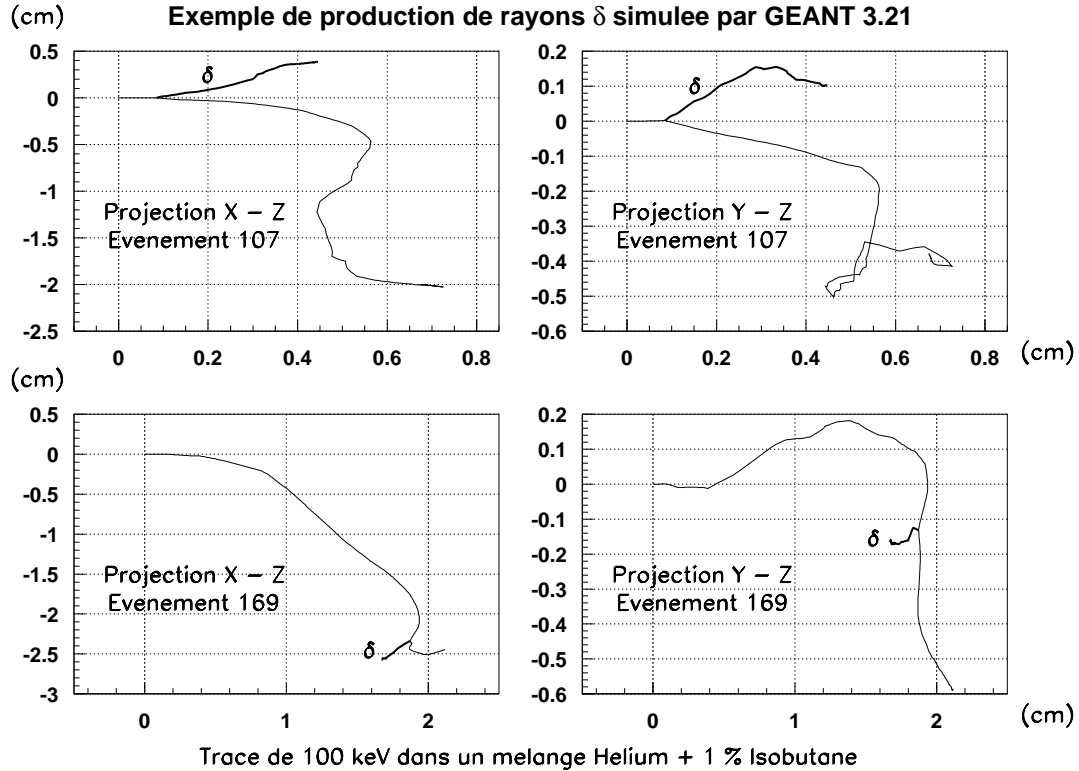 (cm) Exemple de production de rayons δ simulee par GEANT 3.21
0.5
0
-0.5
-1
-1.5
-2
-2.5
δ
Projection X – Z
Evenement 107
0 0.2 0.4 0.6 0.8
0.2
0.1
0
-0.1
-0.2
-0.3
-0.4
-0.5
-0.6
δ
Projection Y – Z
Evenement 107
0 0.2 0.4 0.6 0.8 (cm)
(cm)
0.5
0
-0.5
-1
-1.5
-2
-2.5
-3
Projection X – Z
Evenement 169
δ
0 1 2
0.2
0.1
0
-0.1
-0.2
-0.3
-0.4
-0.5
-0.6
δ
Projection Y – Z
Evenement 169
0 1 2 (cm)
Trace de 100 keV dans un melange Helium + 1 % Isobutane